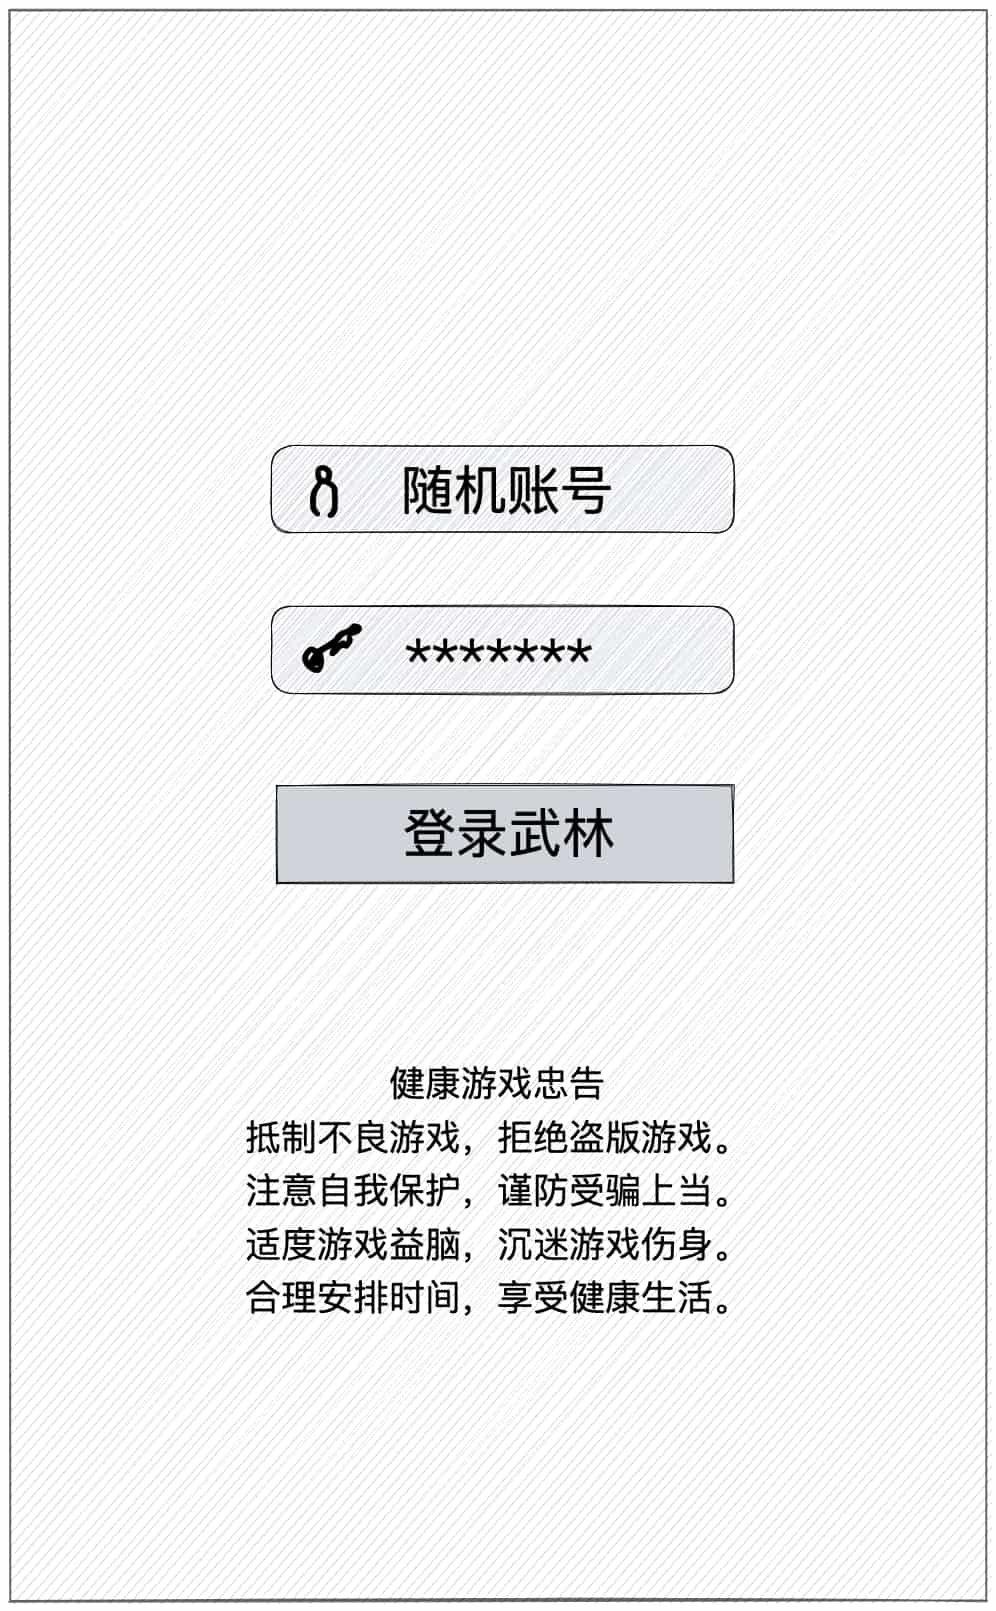 随机账号
*******
登录武林
健康游戏忠告
抵制不良游戏，拒绝盗版游戏。
注意自我保护，谨防受骗上当。
适度游戏益脑，沉迷游戏伤身。
合理安排时间，享受健康生活。